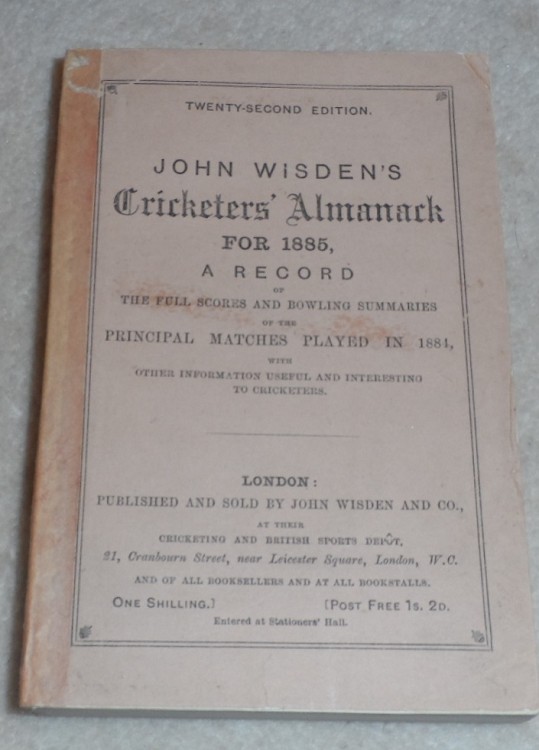 TWENTY-SECOND EDITION.
JOHN WISDEN'S
Cricketers' Almanack
FOR 1885,
A RECORD
OF
THE FULL SCORES AND BOWLING SUMMARIES
OF THE
PRINCIPAL MATCHES PLAYED IN 1884,
WITH
OTHER INFORMATION USEFUL AND INTERESTING
TO CRICKETERS.
LONDON:
PUBLISHED AND SOLD BY JOHN WISDEN AND CO.,
AT THEIR
CRICKETING AND BRITISH SPORTS DEPÔT,
21, Cranbourn Street, near Leicester Square, London, W.C.
AND OF ALL BOOKSELLERS AND AT ALL BOOKSTALLS.
ONE SHILLING.] [POST FREE 1S. 2D.
Entered at Stationers' Hall.